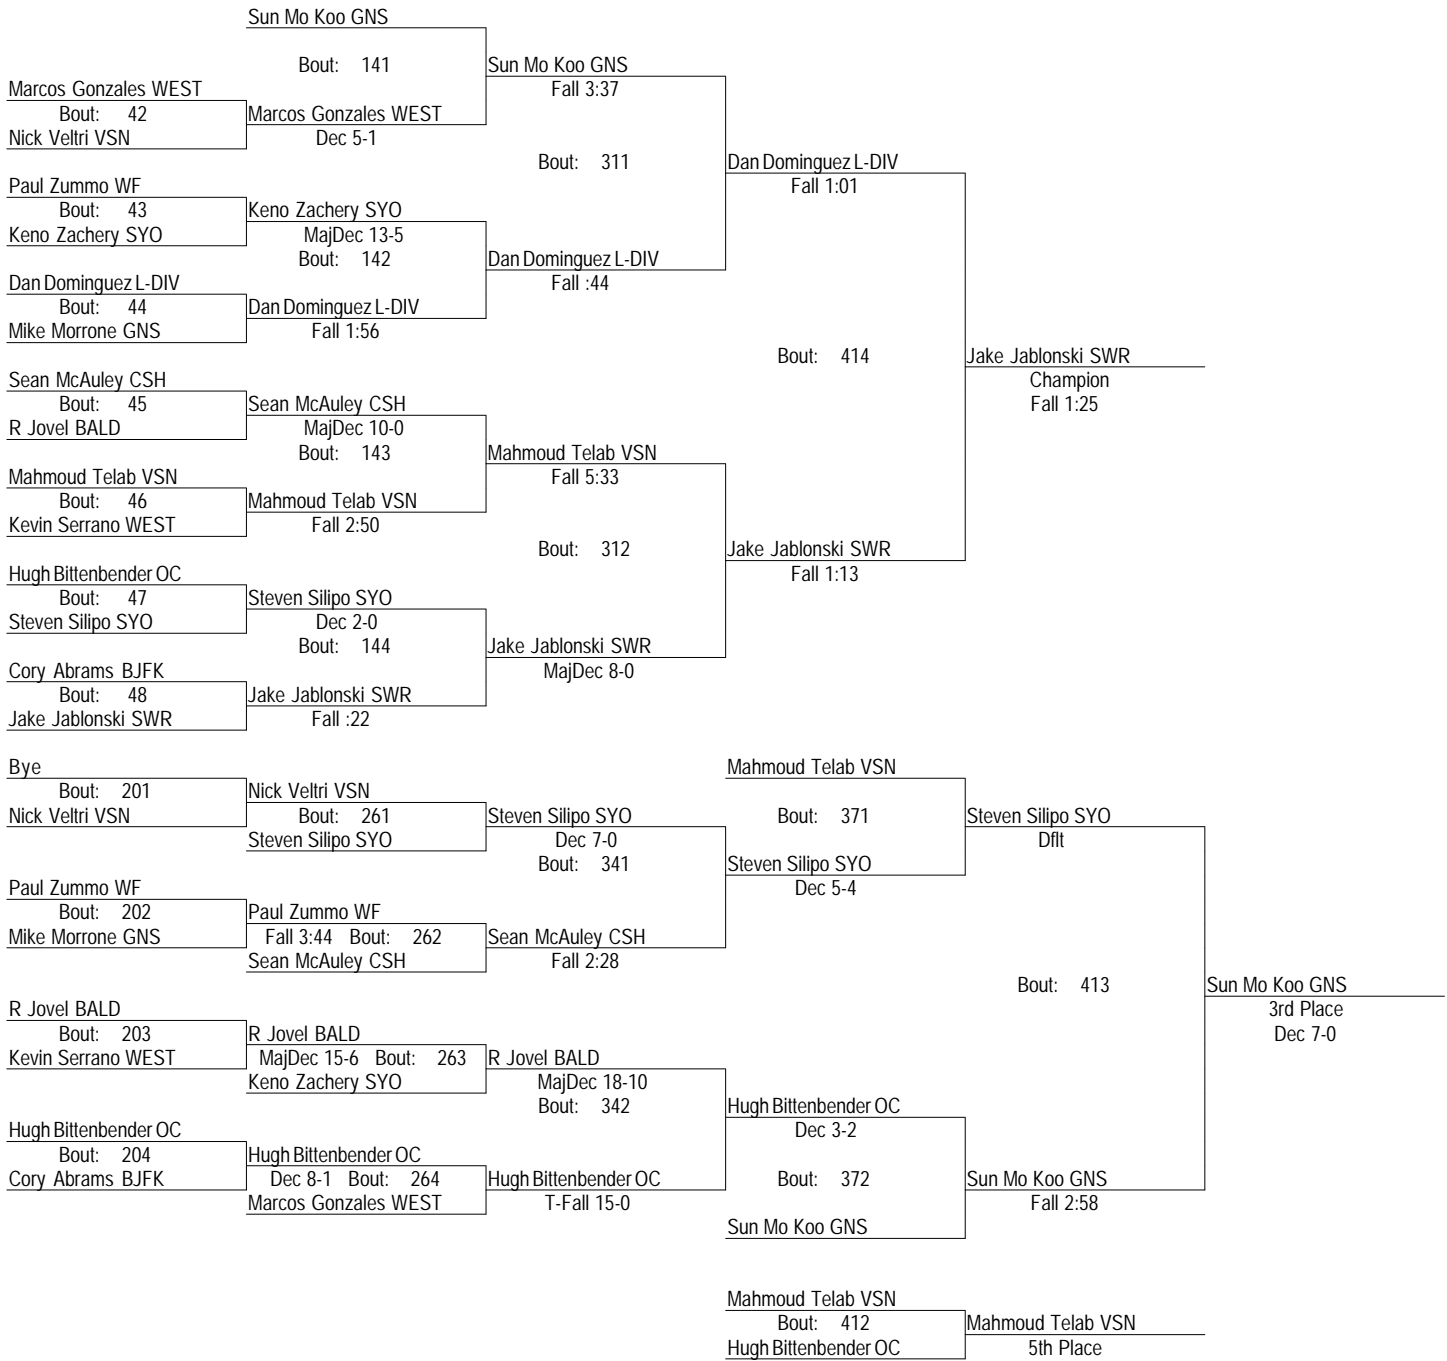 Sun Mo Koo GNS
Bout: 141 Sun Mo Koo GNS
Marcos Gonzales WEST Fall 3:37
Bout: 42 Marcos Gonzales WEST
Nick Veltri VSN Dec 5-1
Bout: 311 Dan Dominguez L-DIV
Paul Zummo WF Fall 1:01
Bout: 43 Keno Zachery SYO
Keno Zachery SYO MajDec 13-5
Bout: 142 Dan Dominguez L-DIV
Dan Dominguez L-DIV Fall :44
Bout: 44 Dan Dominguez L-DIV
Mike Morrone GNS Fall 1:56
Bout: 414 Jake Jablonski SWR
Sean McAuley CSH Champion
Bout: 45 Sean McAuley CSH Fall 1:25
R Jovel BALD MajDec 10-0
Bout: 143 Mahmoud Telab VSN
Mahmoud Telab VSN Fall 5:33
Bout: 46 Mahmoud Telab VSN
Kevin Serrano WEST Fall 2:50
Bout: 312 Jake Jablonski SWR
Hugh Bittenbender OC Fall 1:13
Bout: 47 Steven Silipo SYO
Steven Silipo SYO Dec 2-0
Bout: 144 Jake Jablonski SWR
Cory Abrams BJFK MajDec 8-0
Bout: 48 Jake Jablonski SWR
Jake Jablonski SWR Fall :22
Bye Mahmoud Telab VSN
Bout: 201 Nick Veltri VSN
Nick Veltri VSN Bout: 261 Steven Silipo SYO Bout: 371 Steven Silipo SYO
Steven Silipo SYO Dec 7-0 Dflt
Bout: 341 Steven Silipo SYO
Paul Zummo WF Dec 5-4
Bout: 202 Paul Zummo WF
Mike Morrone GNS Fall 3:44 Bout: 262 Sean McAuley CSH
Sean McAuley CSH Fall 2:28
Bout: 413 Sun Mo Koo GNS
R Jovel BALD 3rd Place
Bout: 203 R Jovel BALD Dec 7-0
Kevin Serrano WEST MajDec 15-6 Bout: 263 R Jovel BALD
Keno Zachery SYO MajDec 18-10
Bout: 342 Hugh Bittenbender OC
Hugh Bittenbender OC Dec 3-2
Bout: 204 Hugh Bittenbender OC
Cory Abrams BJFK Dec 8-1 Bout: 264 Hugh Bittenbender OC Bout: 372 Sun Mo Koo GNS
Marcos Gonzales WEST T-Fall 15-0 Fall 2:58
Sun Mo Koo GNS
Mahmoud Telab VSN
Bout: 412 Mahmoud Telab VSN
Hugh Bittenbender OC 5th Place